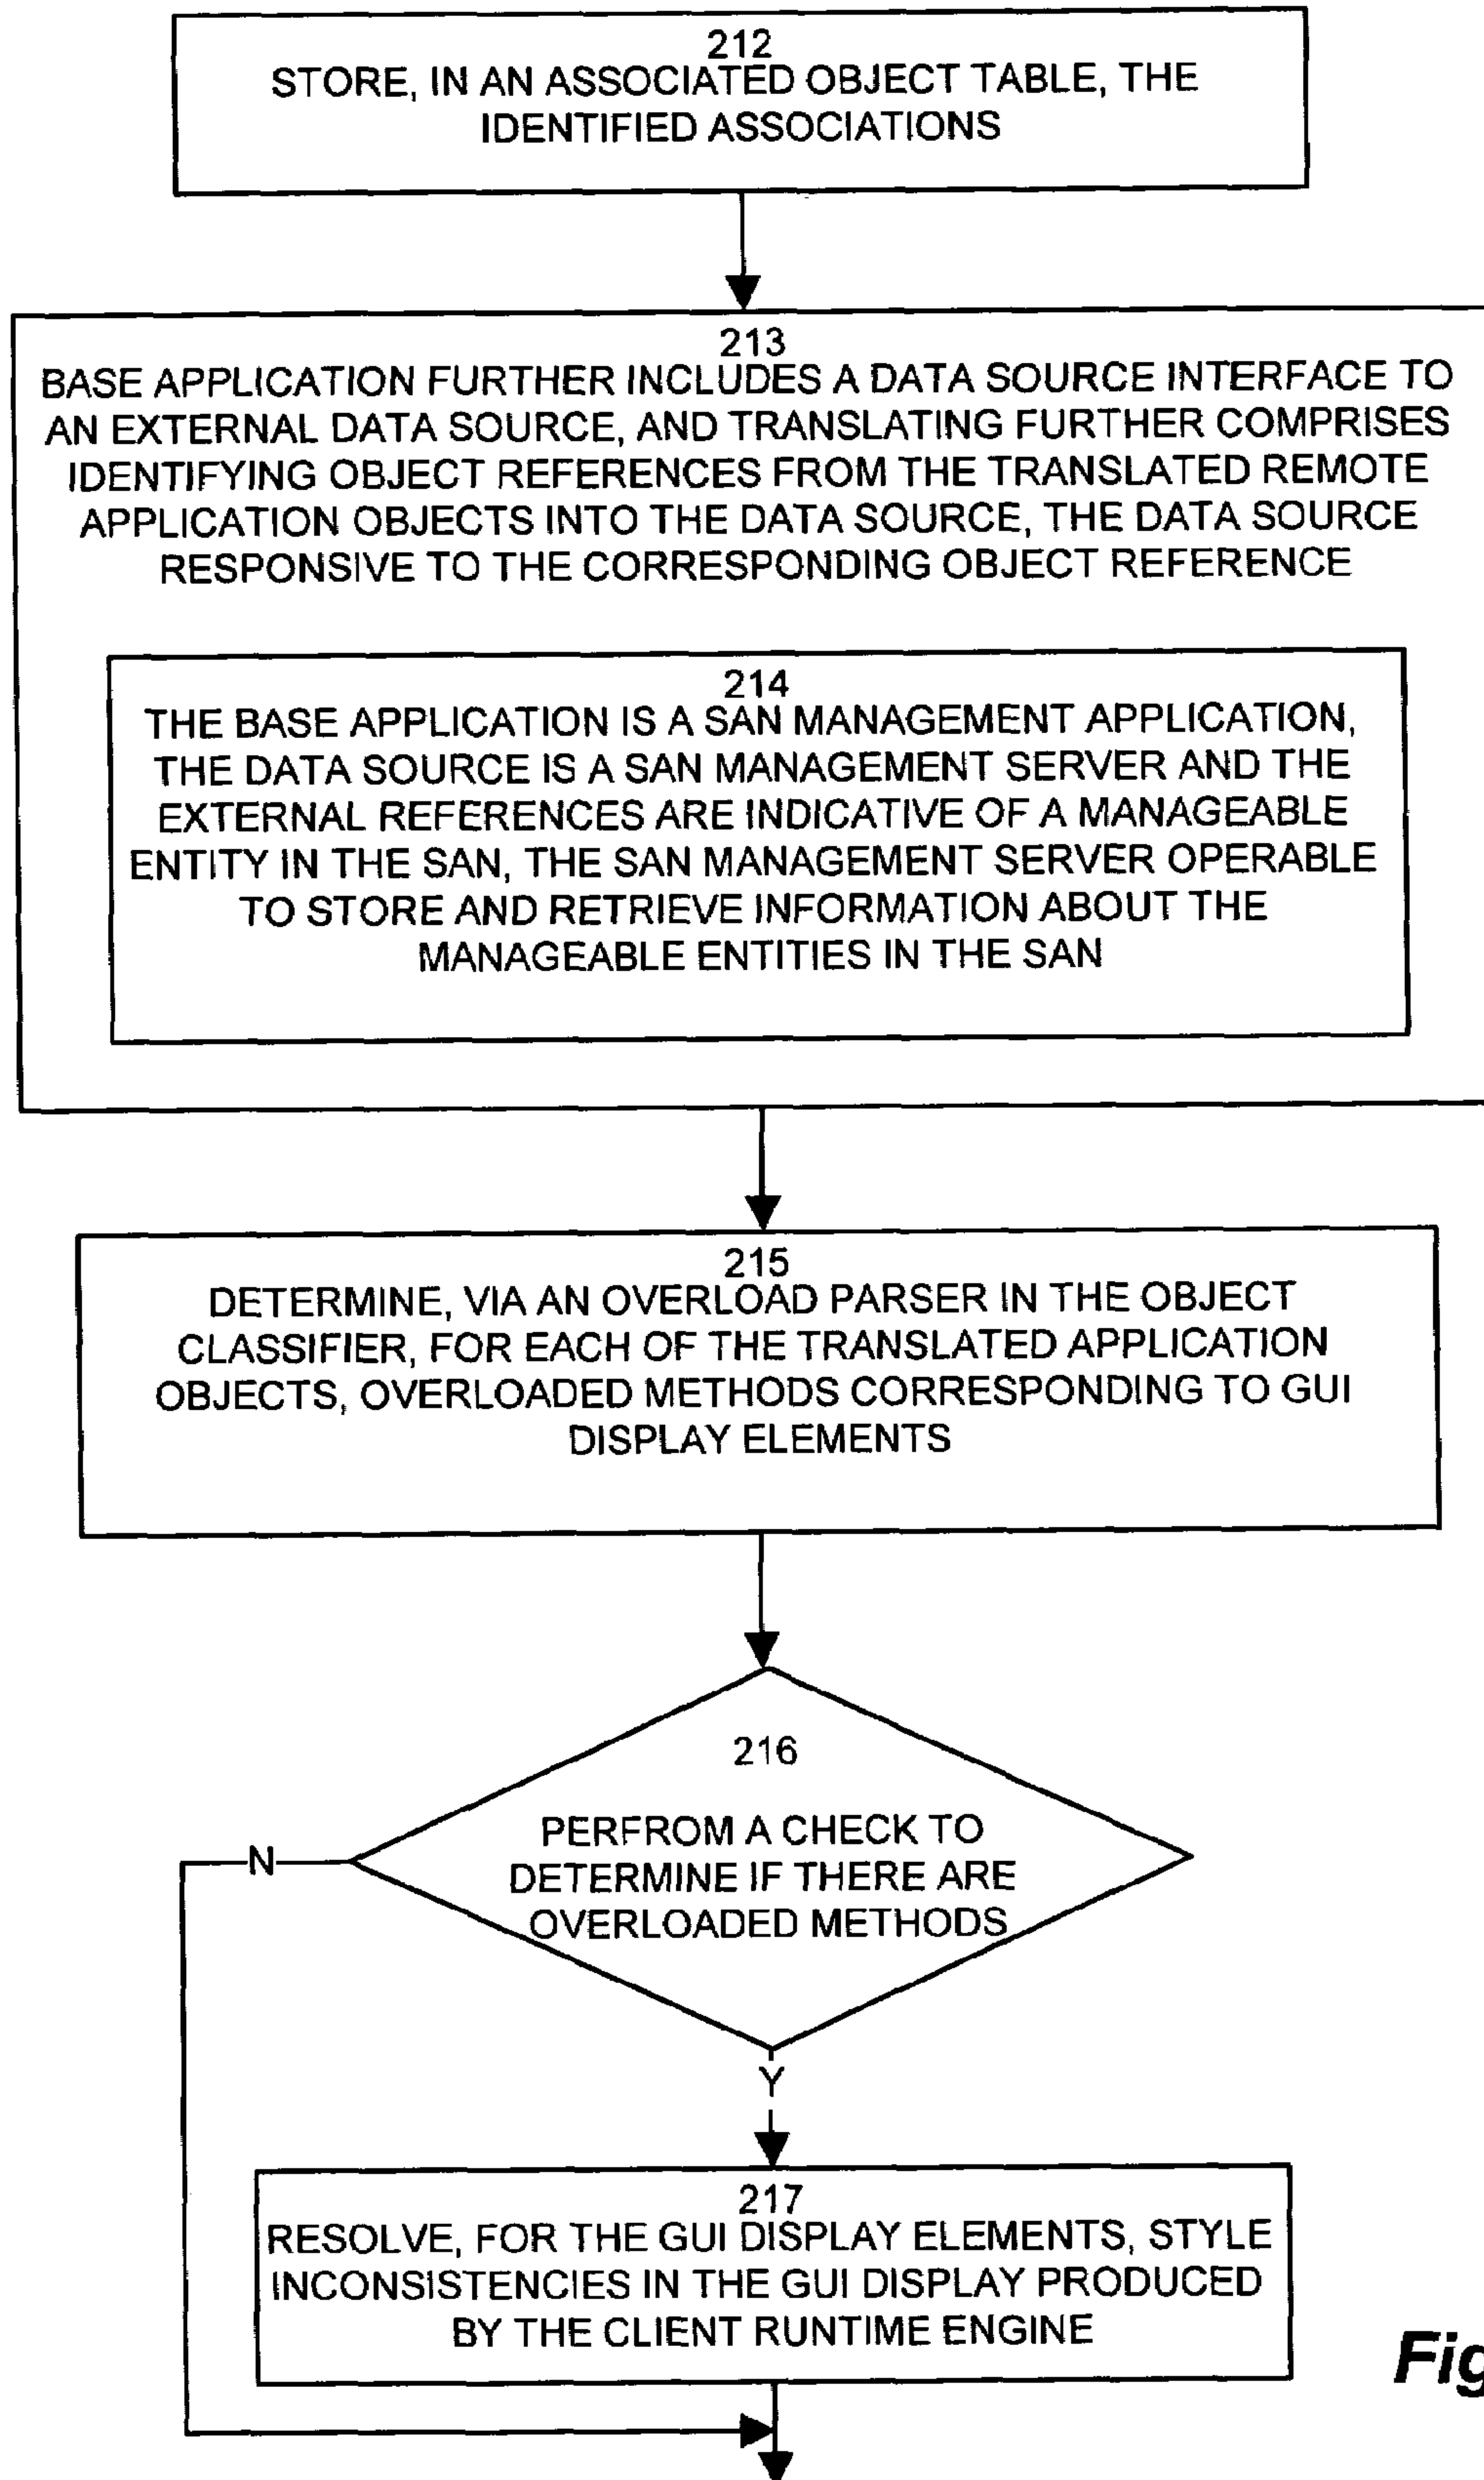 212
STORE, IN AN ASSOCIATED OBJECT TABLE, THE
IDENTIFIED ASSOCIATIONS
213
BASE APPLICATION FURTHER INCLUDES A DATA SOURCE INTERFACE TO
AN EXTERNAL DATA SOURCE, AND TRANSLATING FURTHER COMPRISES
IDENTIFYING OBJECT REFERENCES FROM THE TRANSLATED REMOTE
APPLICATION OBJECTS INTO THE DATA SOURCE, THE DATA SOURCE
RESPONSIVE TO THE CORRESPONDING OBJECT REFERENCE
214
THE BASE APPLICATION IS A SAN MANAGEMENT APPLICATION,
THE DATA SOURCE IS A SAN MANAGEMENT SERVER AND THE
EXTERNAL REFERENCES ARE INDICATIVE OF A MANAGEABLE
ENTITY IN THE SAN, THE SAN MANAGEMENT SERVER OPERABLE
TO STORE AND RETRIEVE INFORMATION ABOUT THE
MANAGEABLE ENTITIES IN THE SAN
215
DETERMINE, VIA AN OVERLOAD PARSER IN THE OBJECT
CLASSIFIER, FOR EACH OF THE TRANSLATED APPLICATION
OBJECTS, OVERLOADED METHODS CORRESPONDING TO GUI
DISPLAY ELEMENTS
216
PERFROM A CHECK TO
DETERMINE IF THERE ARE
OVERLOADED METHODS
N
Y
217
RESOLVE, FOR THE GUI DISPLAY ELEMENTS, STYLE
INCONSISTENCIES IN THE GUI DISPLAY PRODUCED
BY THE CLIENT RUNTIME ENGINE
Fig